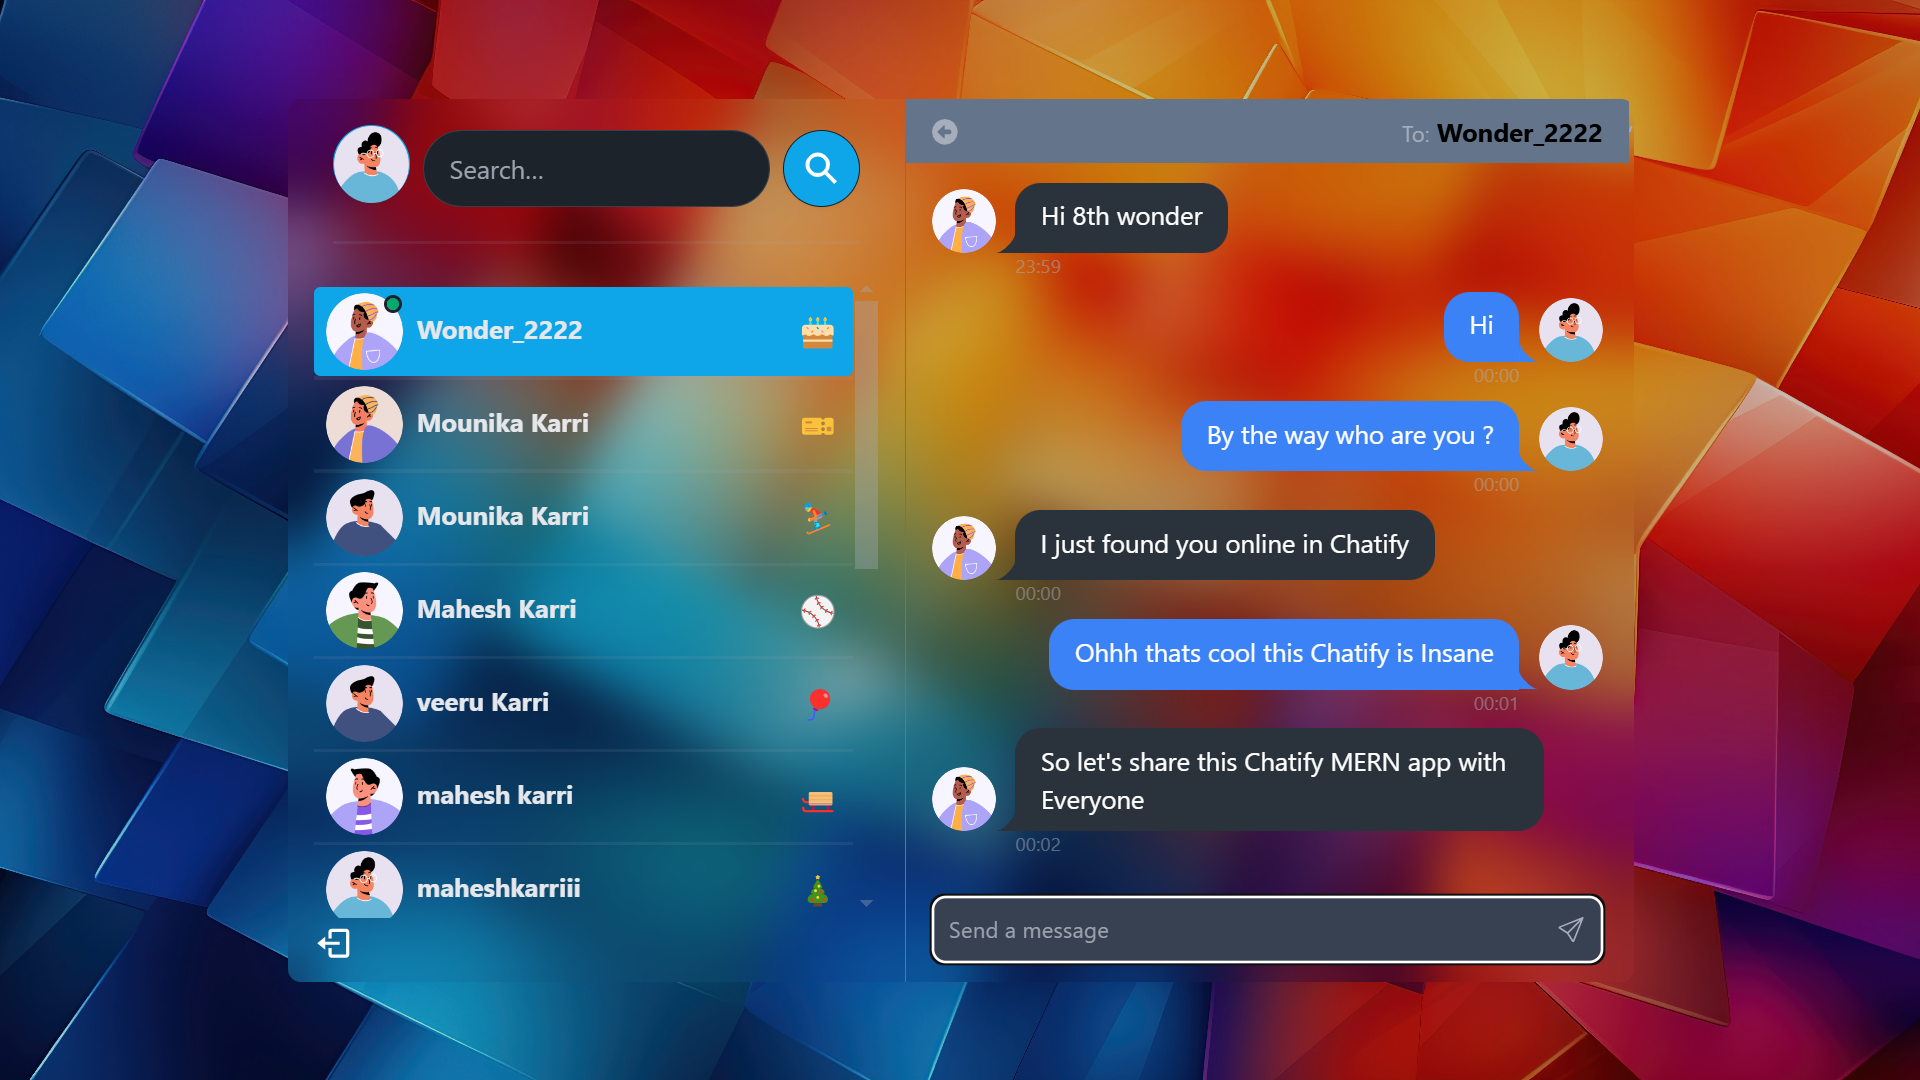 Search...
Wonder_2222
Mounika Karri
Mounika Karri
Mahesh Karri
veeru Karri
mahesh karri
maheshkarriii
To: Wonder_2222
Hi 8th wonder
23:59
Hi
00:00
By the way who are you ?
00:00
I just found you online in Chatify
00:00
Ohhh thats cool this Chatify is Insane
00:01
So let's share this Chatify MERN app with
Everyone
00:02
Send a message